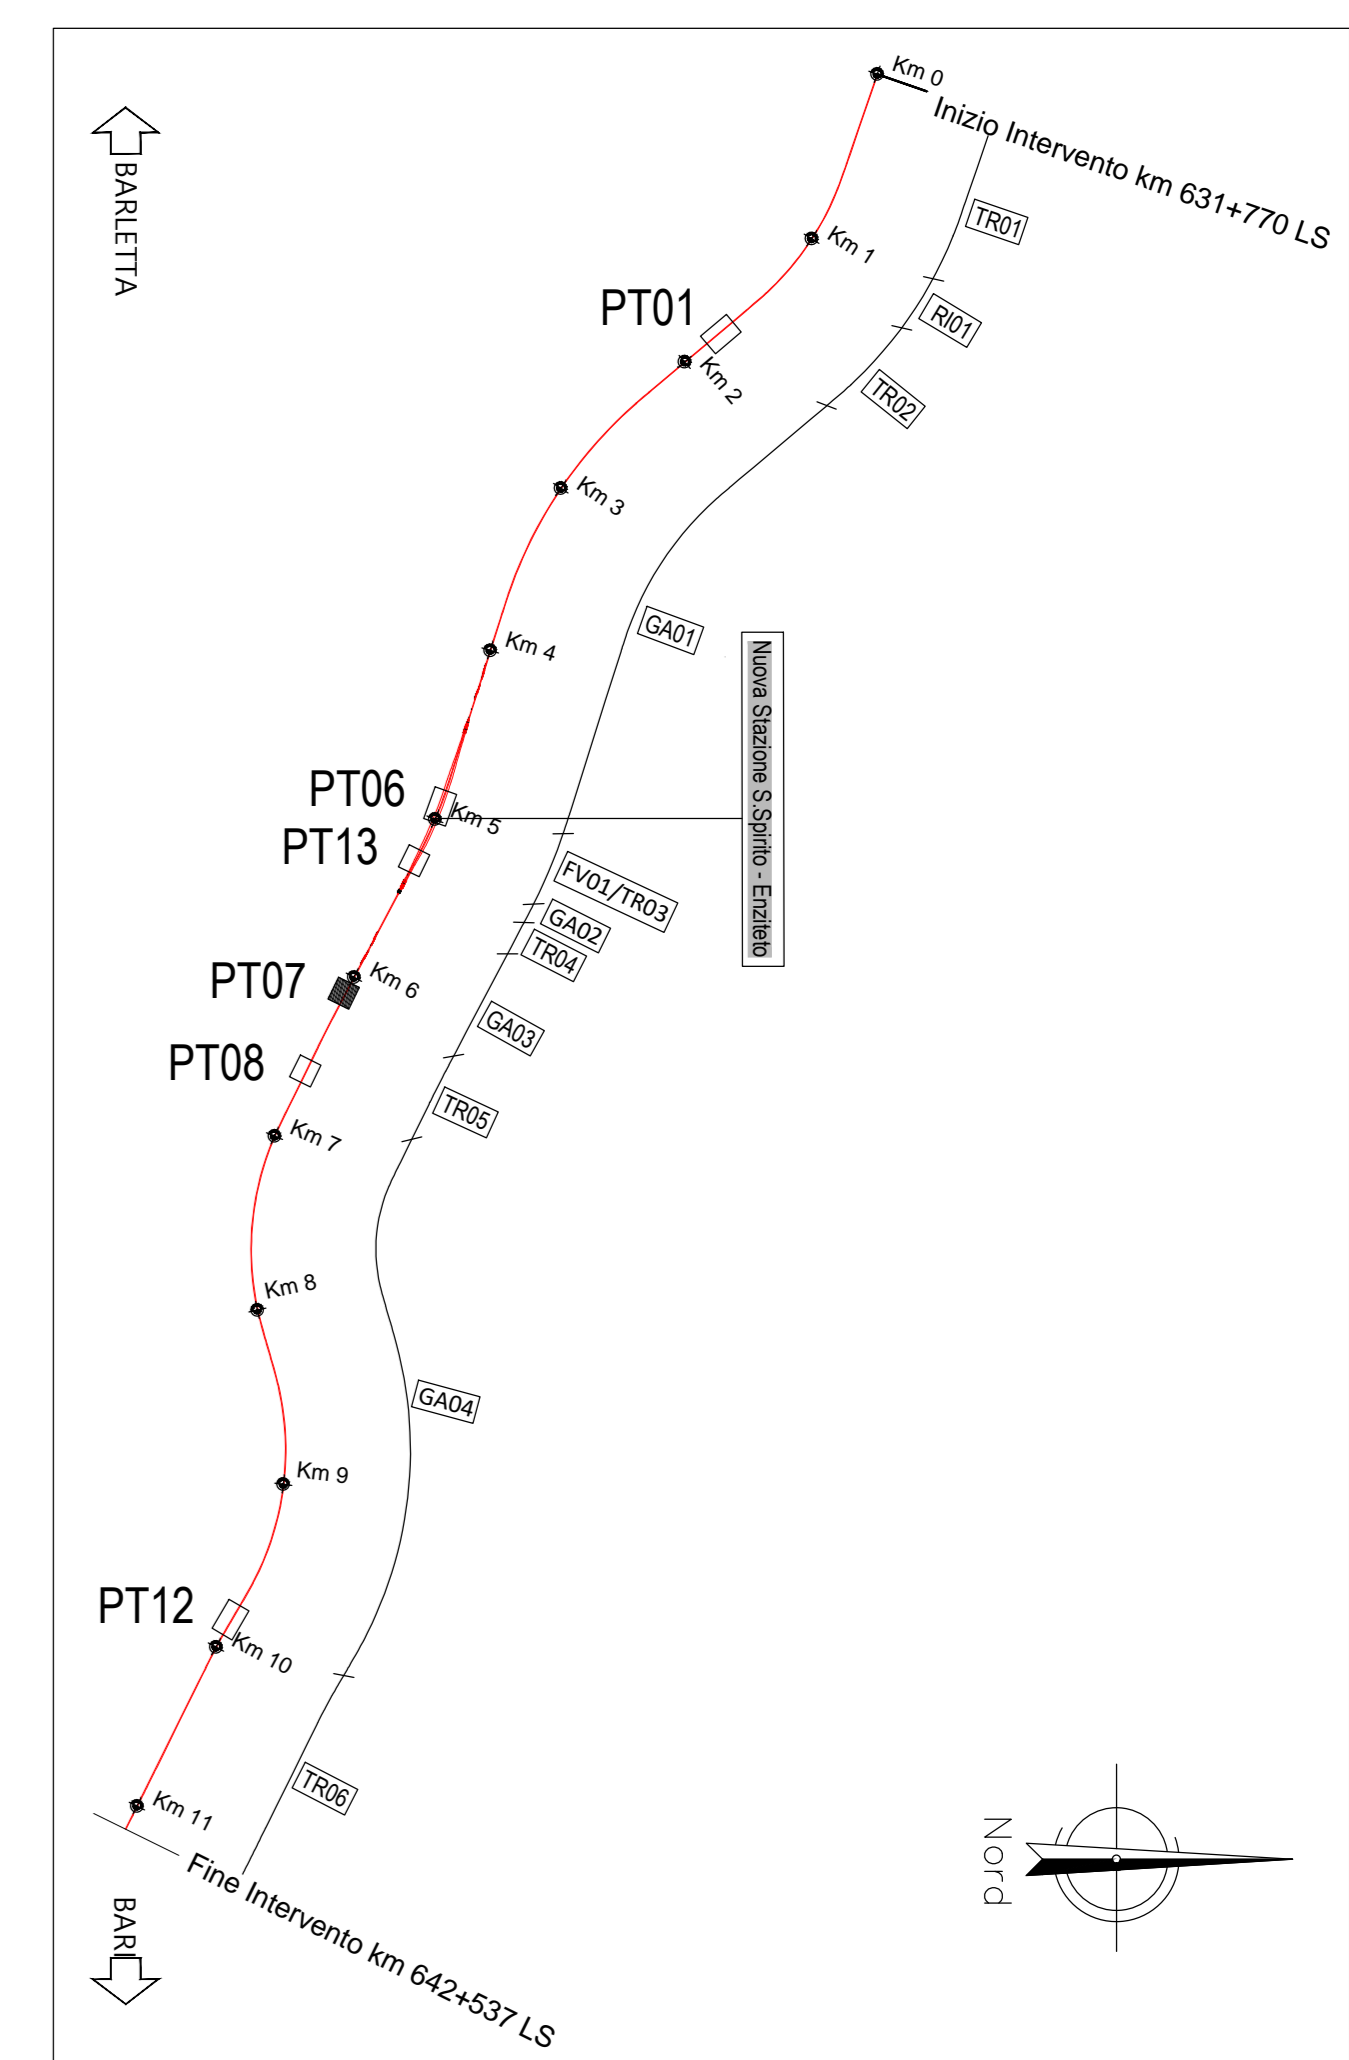 Km 0
Inizio Intervento km 631+770 LS
BARLETTA
TR01
Km 1
PT01
RI01
Km 2
TR02
Km 3
GA01
Km 4
Nuova Stazione S.Spirito - Enziteto
PT06
Km 5
PT13
FV01/TR03
GA02
TR04
PT07
Km 6
GA03
PT08
TR05
Km 7
Km 8
GA04
Km 9
PT12
Km 10
TR06
Km 11
Fine Intervento km 642+537 LS
BARI
Nord